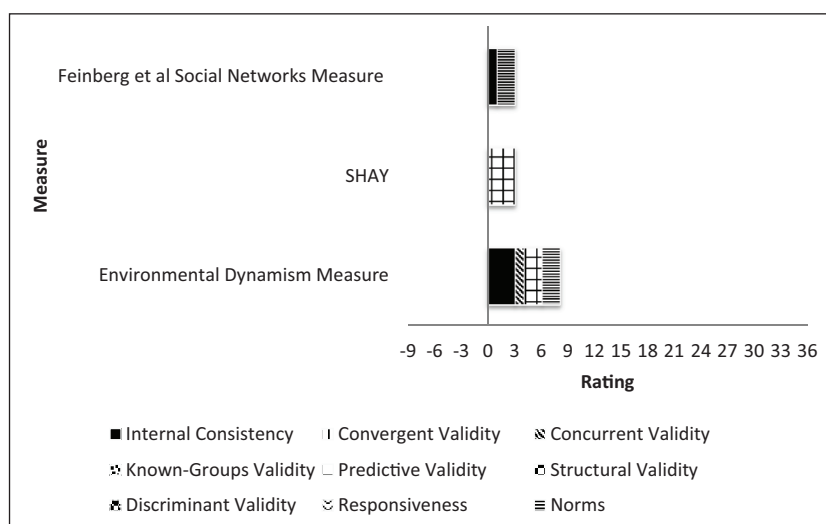 Feinberg et al Social Networks Measure
SHAY
Environmental Dynamism Measure
Measure
-9 -6 -3 0 3 6 9 12 15 18 21 24 27 30 33 36
Rating
Internal Consistency Convergent Validity Concurrent Validity
Known-Groups Validity Predictive Validity Structural Validity
Discriminant Validity Responsiveness Norms